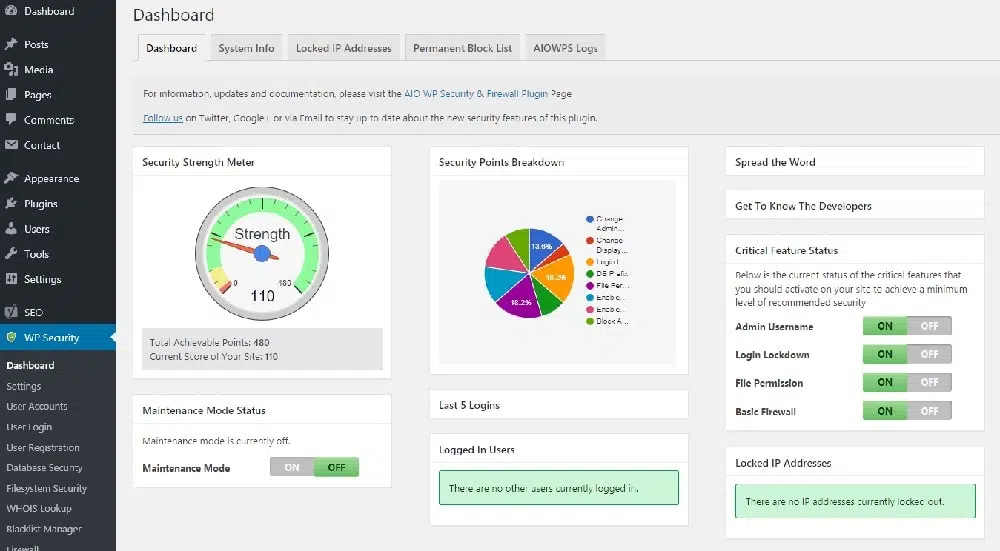 Dashboard
Posts
Media
Pages
Comments
Contact
Appearance
Plugins
Users
Tools
Settings
SEO
WP Security
Dashboard
Settings
User Accounts
User Login
User Registration
Database Security
Filesystem Security
WHOIS Lookup
Blacklist Manager
Firewall
Dashboard
Dashboard
System Info
Locked IP Addresses
Permanent Block List
AIOWPS Logs
For information, updates and documentation, please visit the AIO WP Security & Firewall Plugin Page
Follow us on Twitter, Google+ or via Email to stay up to date about the new security features of this plugin.
Security Strength Meter
Strength
0
480
110
Total Achievable Points: 480
Current Score of Your Site: 110
Maintenance Mode Status
Maintenance mode is currently off.
Maintenance Mode
ON OFF
Security Points Breakdown
13.6%
18.2%
18.2%
Change
Admin...
Change
Display...
Login L...
DB Prefi...
File Per...
Enable...
Enable...
Block A...
Last 5 Logins
Logged In Users
There are no other users currently logged in.
Spread the Word
Get To Know The Developers
Critical Feature Status
Below is the current status of the critical features that
you should activate on your site to achieve a minimum
level of recommended security
Admin Username ON OFF
Login Lockdown ON OFF
File Permission ON OFF
Basic Firewall ON OFF
Locked IP Addresses
There are no IP addresses currently locked out.